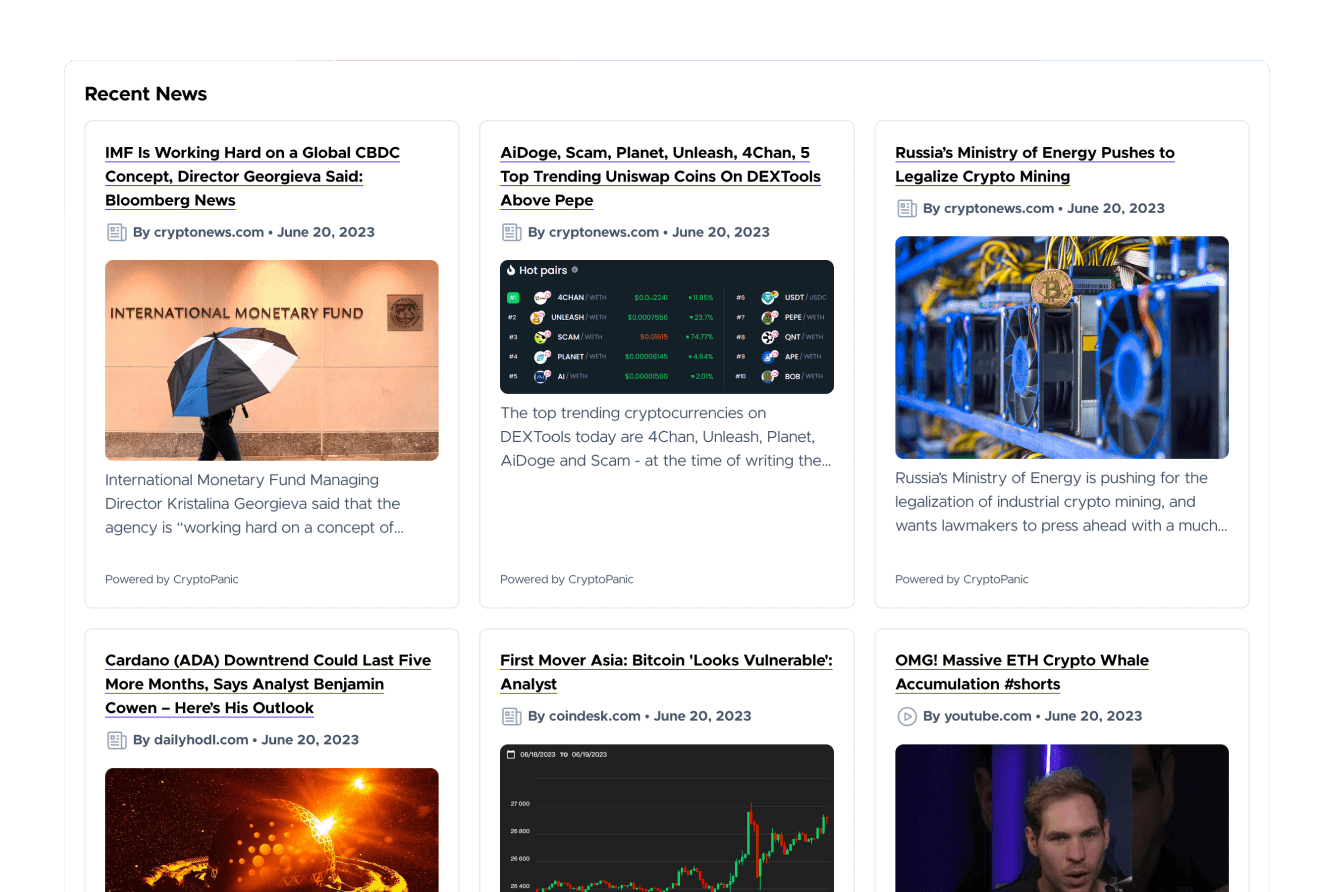 Recent News
IMF Is Working Hard on a Global CBDC
Concept, Director Georgieva Said:
Bloomberg News
By cryptonews.com • June 20, 2023
INTERNATIONAL MONETARY FUND
International Monetary Fund Managing
Director Kristalina Georgieva said that the
agency is “working hard on a concept of...
Powered by CryptoPanic
AiDoge, Scam, Planet, Unleash, 4Chan, 5
Top Trending Uniswap Coins On DEXTools
Above Pepe
By cryptonews.com • June 20, 2023
Hot pairs
#1 4CHAN / WETH $0.0₁₂2241 11.95%
#2 UNLEASH / WETH $0.0007556 23.7%
#3 SCAM / WETH $0.01615 74.77%
#4 PLANET / WETH $0.00008145 4.64%
#5 AI / WETH $0.00001500 2.01%
#6 USDT / USDC
#7 PEPE / WETH
#8 QNT / WETH
#9 APE / WETH
#10 BOB / WETH
The top trending cryptocurrencies on
DEXTools today are 4Chan, Unleash, Planet,
AiDoge and Scam - at the time of writing the...
Powered by CryptoPanic
Russia’s Ministry of Energy Pushes to
Legalize Crypto Mining
By cryptonews.com • June 20, 2023
Russia’s Ministry of Energy is pushing for the
legalization of industrial crypto mining, and
wants lawmakers to press ahead with a much...
Powered by CryptoPanic
Cardano (ADA) Downtrend Could Last Five
More Months, Says Analyst Benjamin
Cowen – Here’s His Outlook
By dailyhodl.com • June 20, 2023
First Mover Asia: Bitcoin 'Looks Vulnerable':
Analyst
By coindesk.com • June 20, 2023
06/18/2023 TO 06/19/2023
27 000
26 800
26 600
26 400
OMG! Massive ETH Crypto Whale
Accumulation #shorts
By youtube.com • June 20, 2023